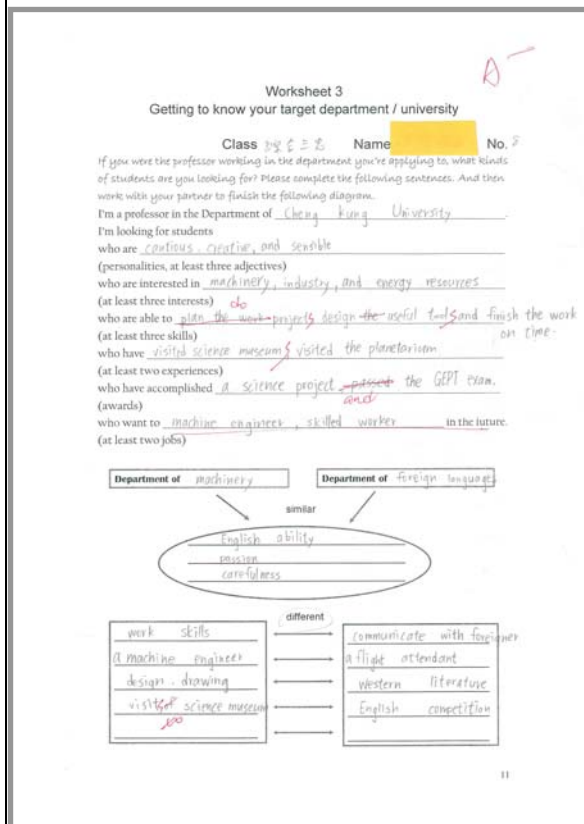 A-
Worksheet 3
Getting to know your target department / university
Class 三 Name No. 8
If you were the professor working in the department you're applying to, what kinds
of students are you looking for? Please complete the following sentences. And then
work with your partner to finish the following diagram.
I'm a professor in the Department of Cheng Kung University.
I'm looking for students
who are cautious, creative, and sensible
(personalities, at least three adjectives)
who are interested in machinery, industry, and energy resources
(at least three interests) do
who are able to plan the work projects design the useful tools and finish the work
(at least three skills) on time.
who have visited science museums visited the planetarium
(at least two experiences)
who have accomplished a science project, passed the GEPT exam.
(awards) and
who want to machine engineer, skilled worker in the future.
(at least two jobs)
Department of machinery Department of foreign languages
similar
English ability
passion
carefulness
different
work skills communicate with foreigner
a machine engineer a flight attendant
design. drawing Western literature
science museum English competition
11